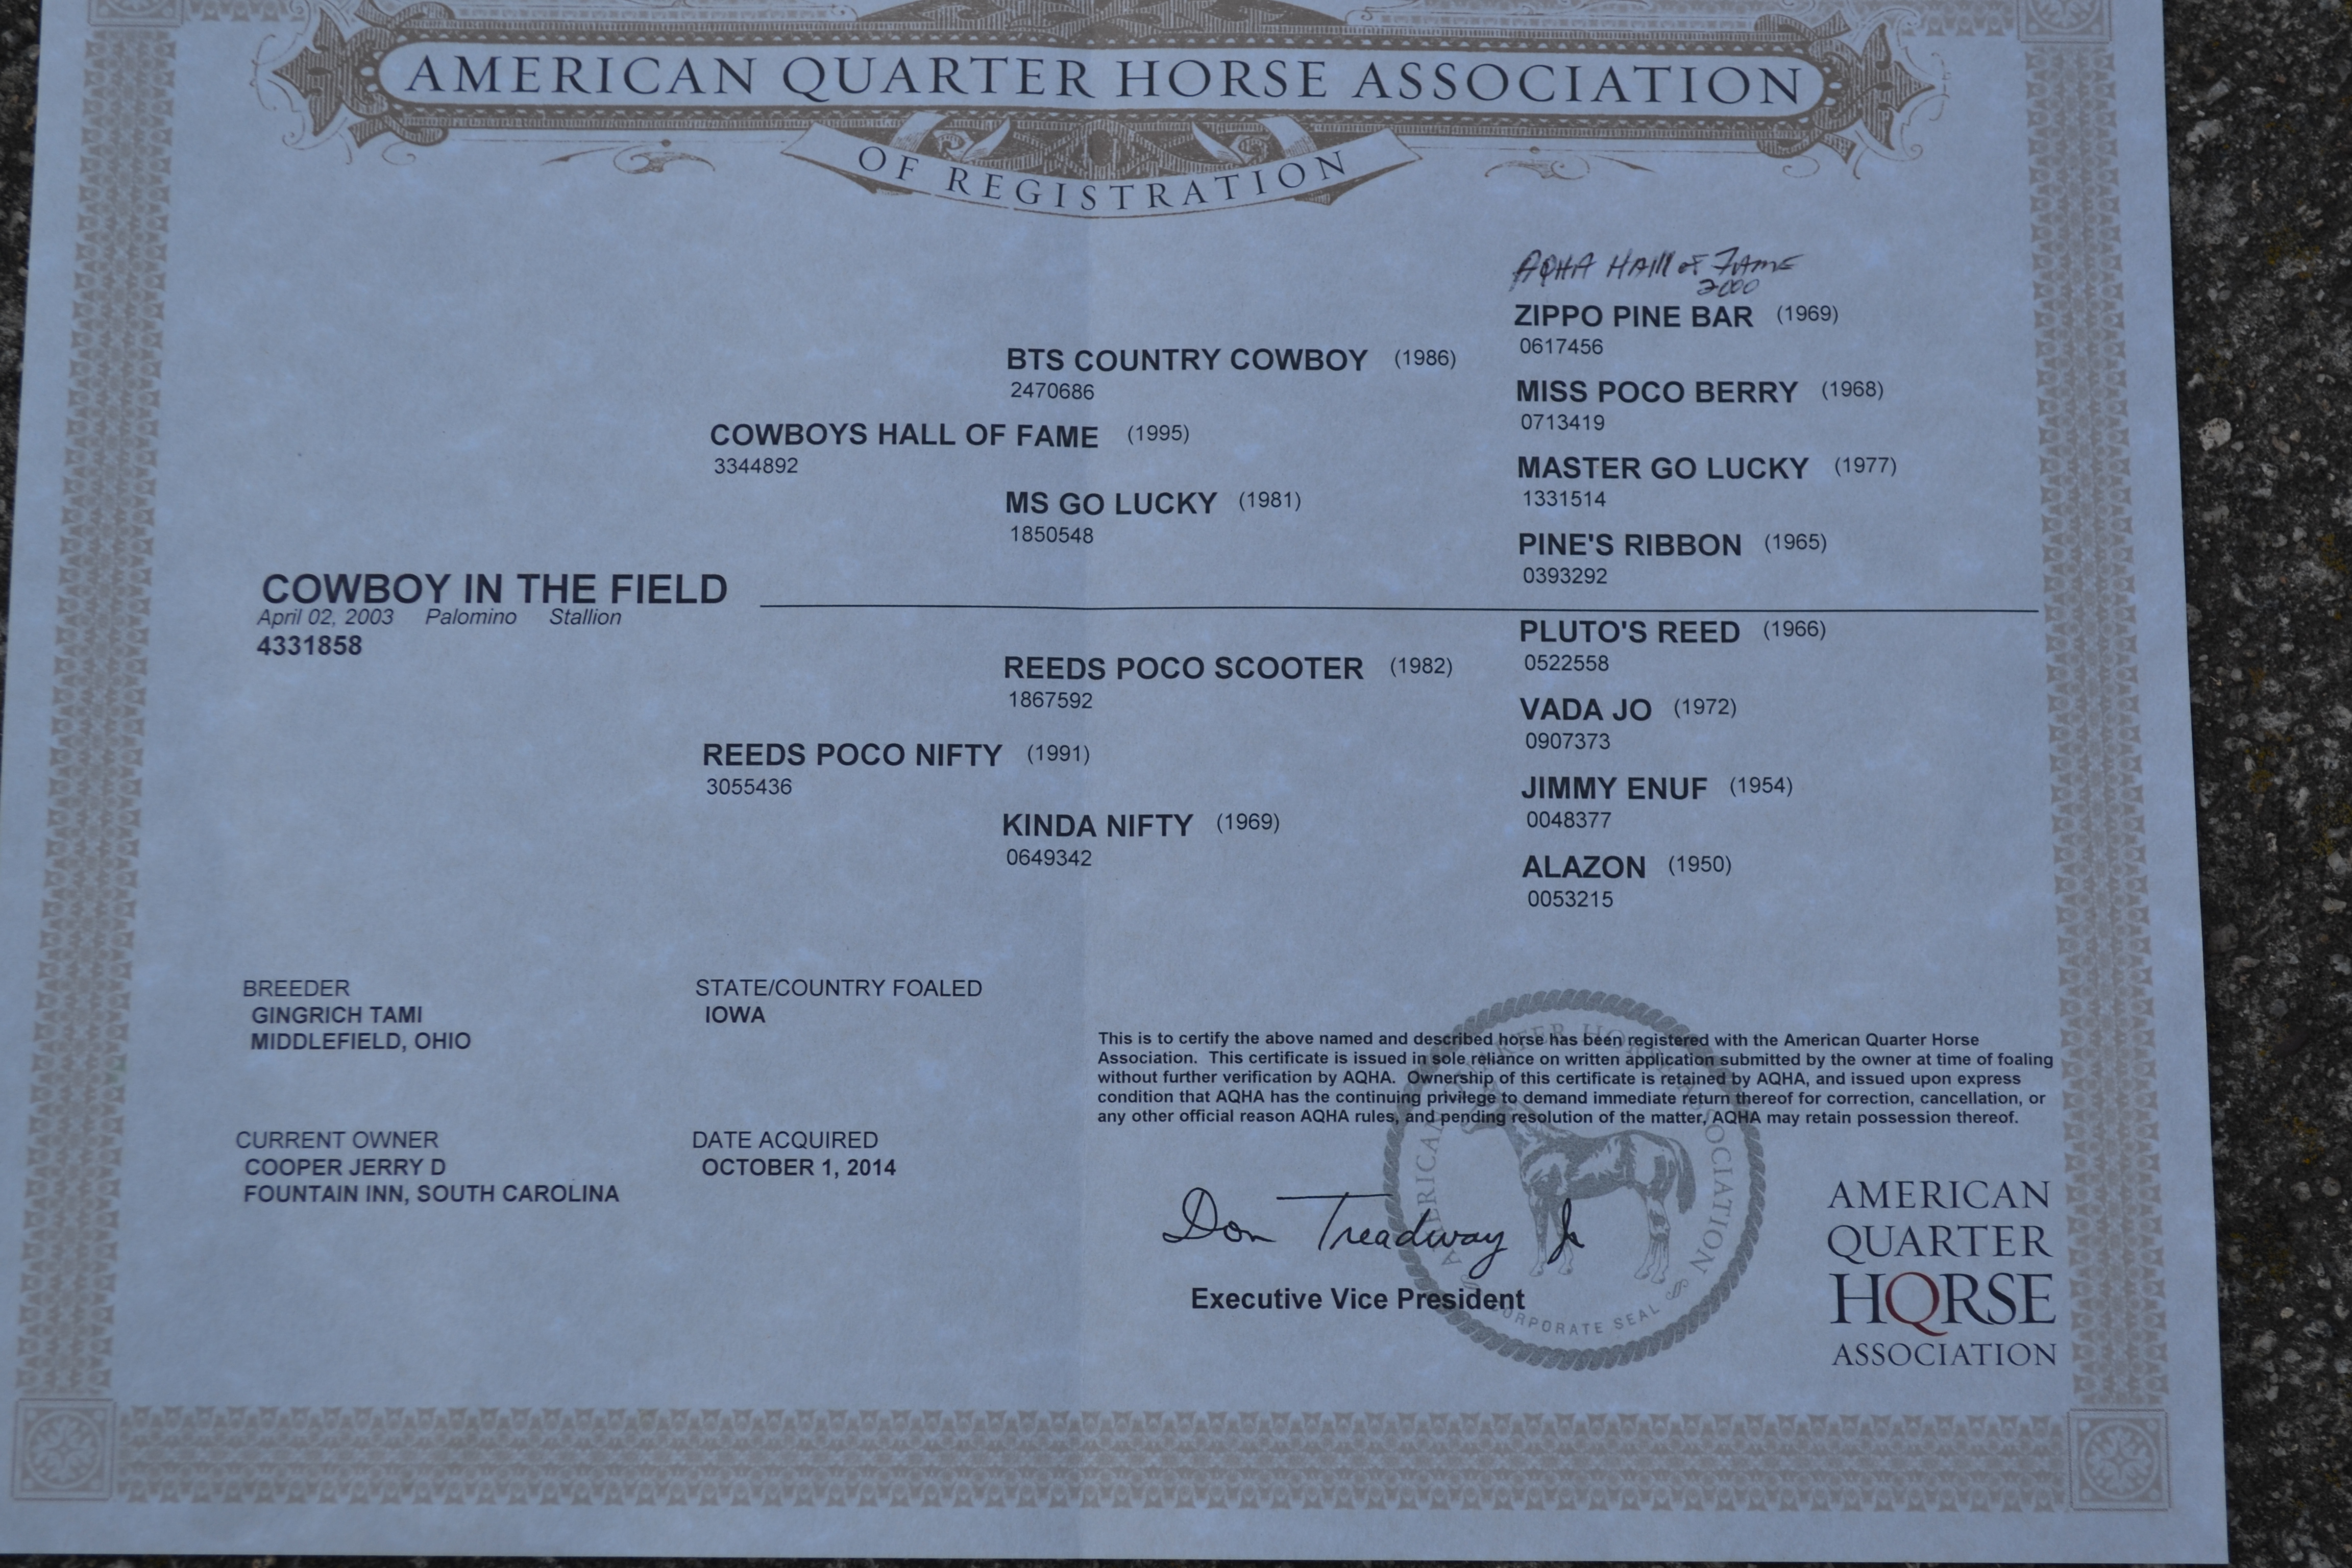 AMERICAN QUARTER HORSE ASSOCIATION
OF REGISTRATION
AQHA HAll of FAME
2000
ZIPPO PINE BAR (1969)
0617456
BTS COUNTRY COWBOY (1986)
2470686
MISS POCO BERRY (1968)
0713419
COWBOYS HALL OF FAME (1995)
3344892
MASTER GO LUCKY (1977)
1331514
MS GO LUCKY (1981)
1850548
PINE'S RIBBON (1965)
0393292
COWBOY IN THE FIELD
April 02, 2003 Palomino Stallion
4331858
PLUTO'S REED (1966)
0522558
REEDS POCO SCOOTER (1982)
1867592
VADA JO (1972)
0907373
REEDS POCO NIFTY (1991)
3055436
JIMMY ENUF (1954)
0048377
KINDA NIFTY (1969)
0649342
ALAZON (1950)
0053215
BREEDER
GINGRICH TAMI
MIDDLEFIELD, OHIO
STATE/COUNTRY FOALED
IOWA
This is to certify the above named and described horse has been registered with the American Quarter Horse
Association. This certificate is issued in sole reliance on written application submitted by the owner at time of foaling
without further verification by AQHA. Ownership of this certificate is retained by AQHA, and issued upon express
condition that AQHA has the continuing privilege to demand immediate return thereof for correction, cancellation, or
any other official reason AQHA rules, and pending resolution of the matter, AQHA may retain possession thereof.
CURRENT OWNER
COOPER JERRY D
FOUNTAIN INN, SOUTH CAROLINA
DATE ACQUIRED
OCTOBER 1, 2014
Don Treadway Jr
Executive Vice President
AMERICAN QUARTER HORSE ASSOCIATION
CORPORATE SEAL
AMERICAN
QUARTER
HORSE
ASSOCIATION